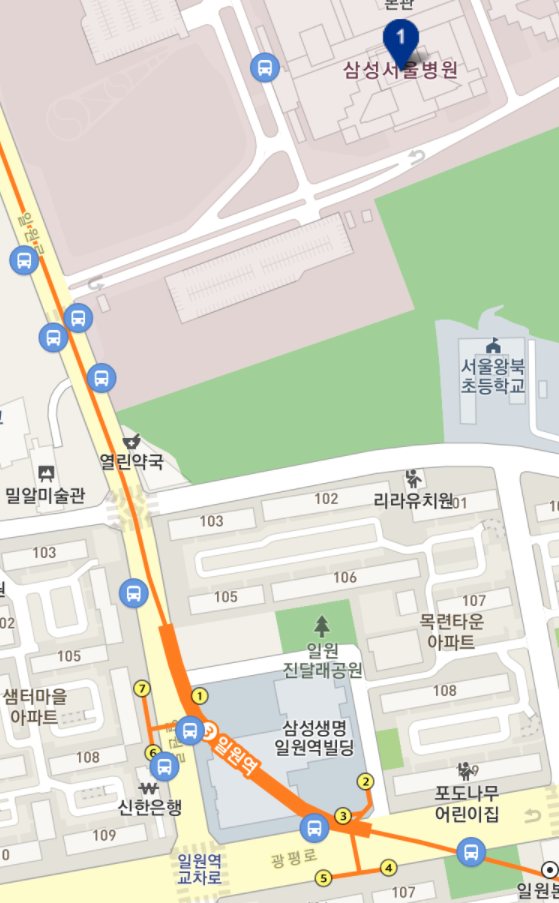 본관
1
삼성서울병원
일원로
서울왕북
초등학교
열린약국
밀알미술관
리라유치원
102
103
103
106
105
107
목련타운
아파트
일원
진달래공원
105
샘터마을
아파트
7
1
108
삼성생명
일원역빌딩
일원역
6
108
2
신한은행
3
포도나무
어린이집
109
일원역
교차로
광평로
5
4
107